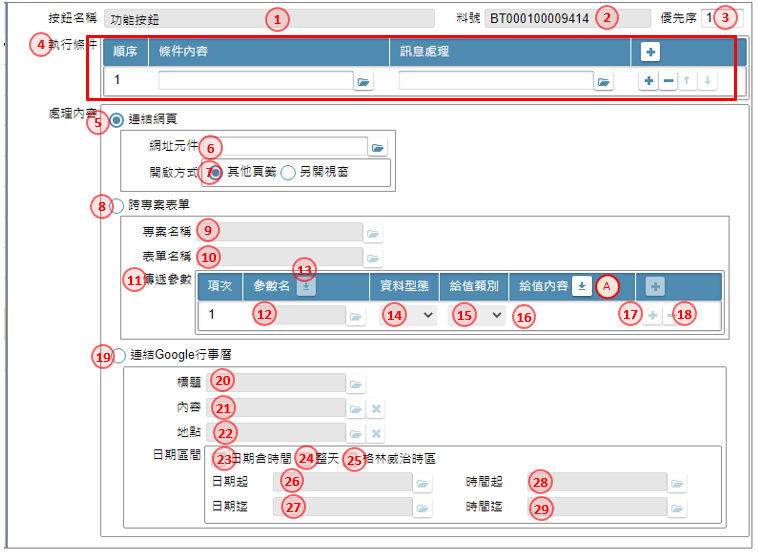 按鈕名稱 功能按鈕 1 料號 BT000100009414 2 優先序 1 3
4 執行條件 順序 條件內容 訊息處理
1
處理內容 5 連結網頁
網址元件 6
開啟方式 7 其他頁籤 另開視窗
8 跨專案表單
專案名稱 9
表單名稱 10
11 傳遞參數 項次 參數名 13 資料型態 給值類別 給值內容 A
1 12 14 15 16 17 18
19 連結Google行事曆
標題 20
內容 21
地點 22
日期區間 23 日期含時間 24 整天 25 格林威治時區
日期起 26 時間起 28
日期迄 27 時間迄 29